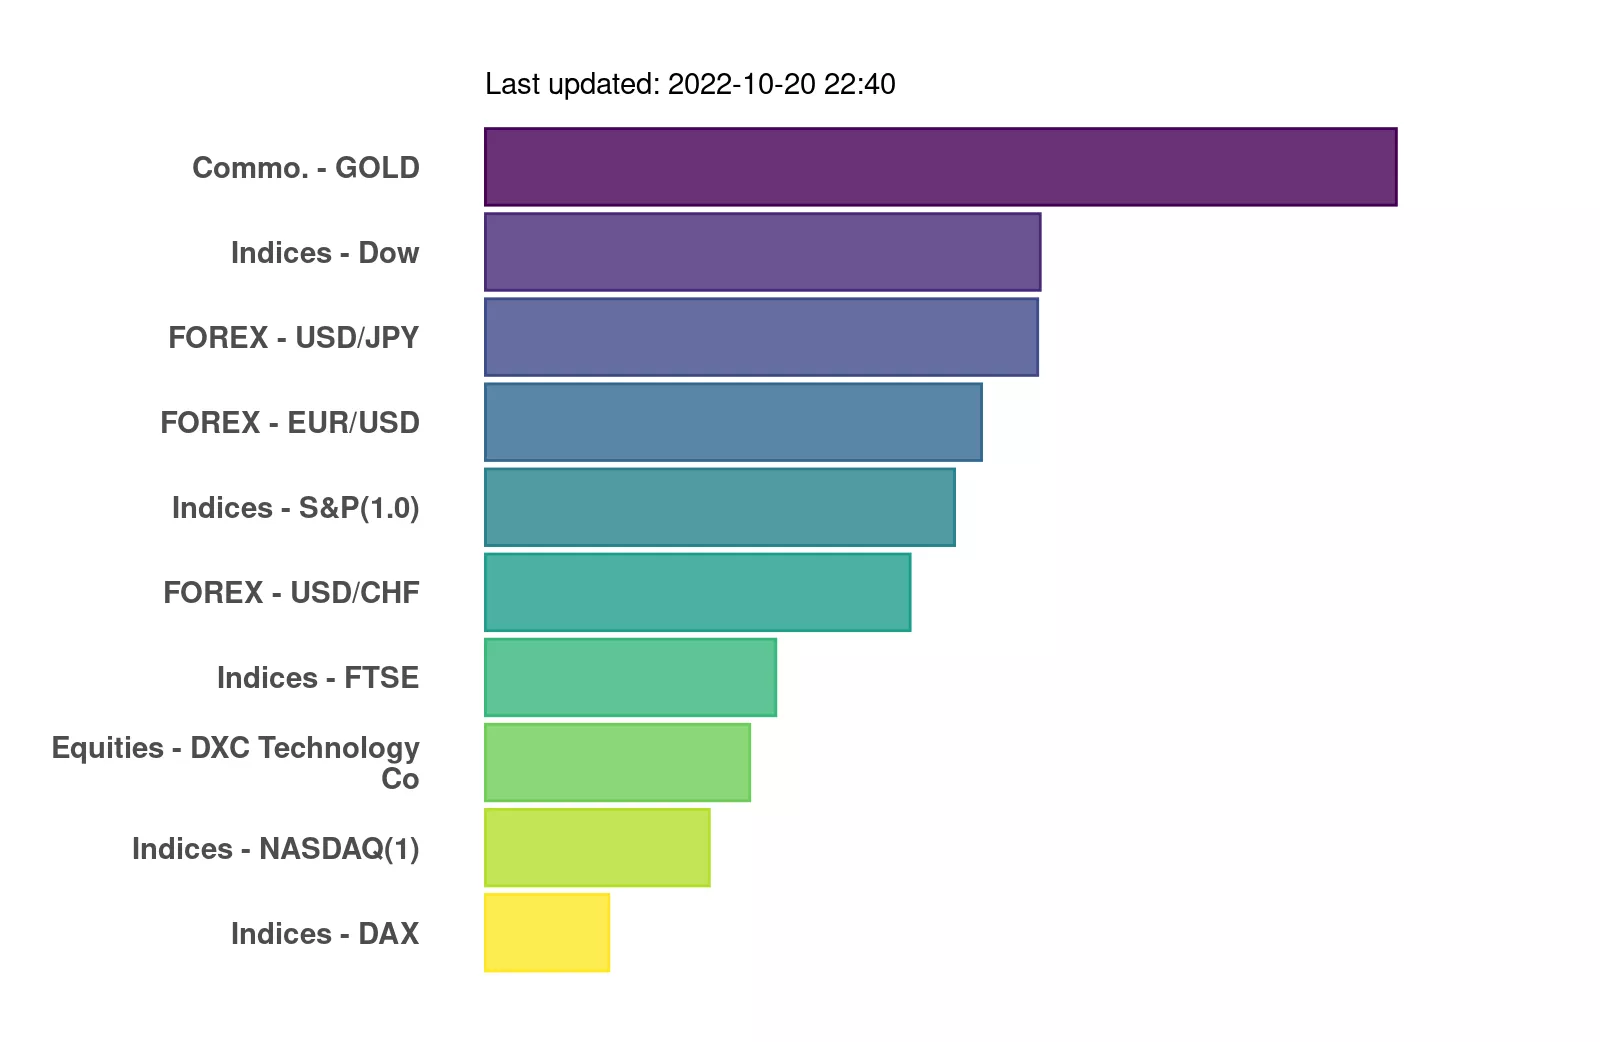 Last updated: 2022-10-20 22:40
Commo. - GOLD
Indices - Dow
FOREX - USD/JPY
FOREX - EUR/USD
Indices - S&P(1.0)
FOREX - USD/CHF
Indices - FTSE
Equities - DXC Technology
Co
Indices - NASDAQ(1)
Indices - DAX